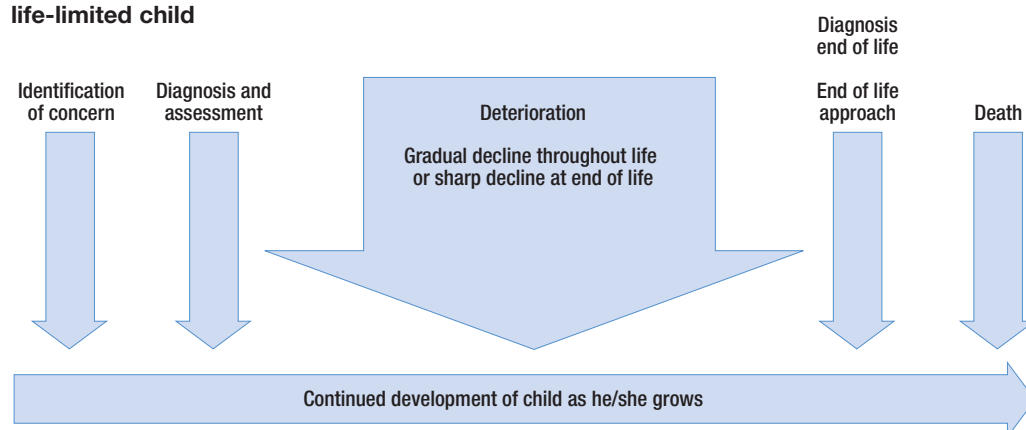 life-limited child
Identification
of concern
Diagnosis and
assessment
Deterioration
Gradual decline throughout life
or sharp decline at end of life
Diagnosis
end of life
End of life
approach
Death
Continued development of child as he/she grows